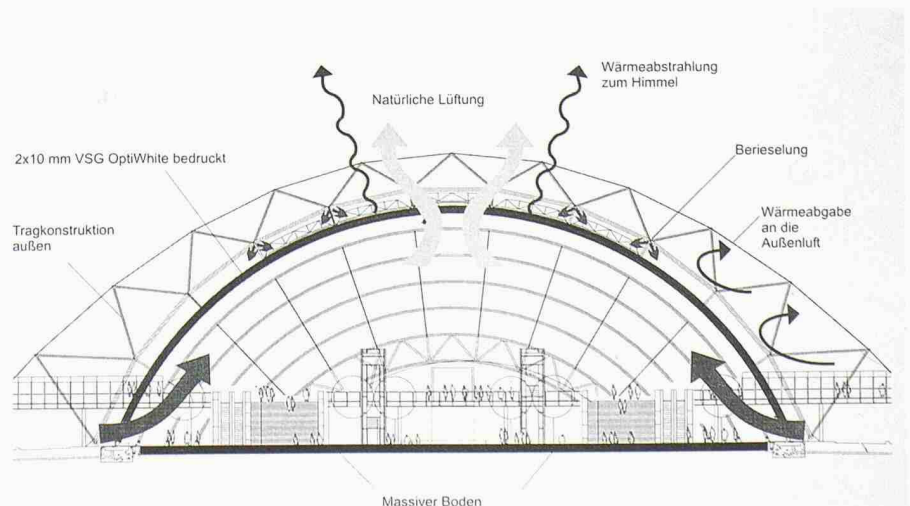 Wärmeabstrahlung
zum Himmel
Natürliche Lüftung
2x10 mm VSG OptiWhite bedruckt
Berieselung
Tragkonstruktion
außen
Wärmeabgabe
an die
Außenluft
Massiver Boden